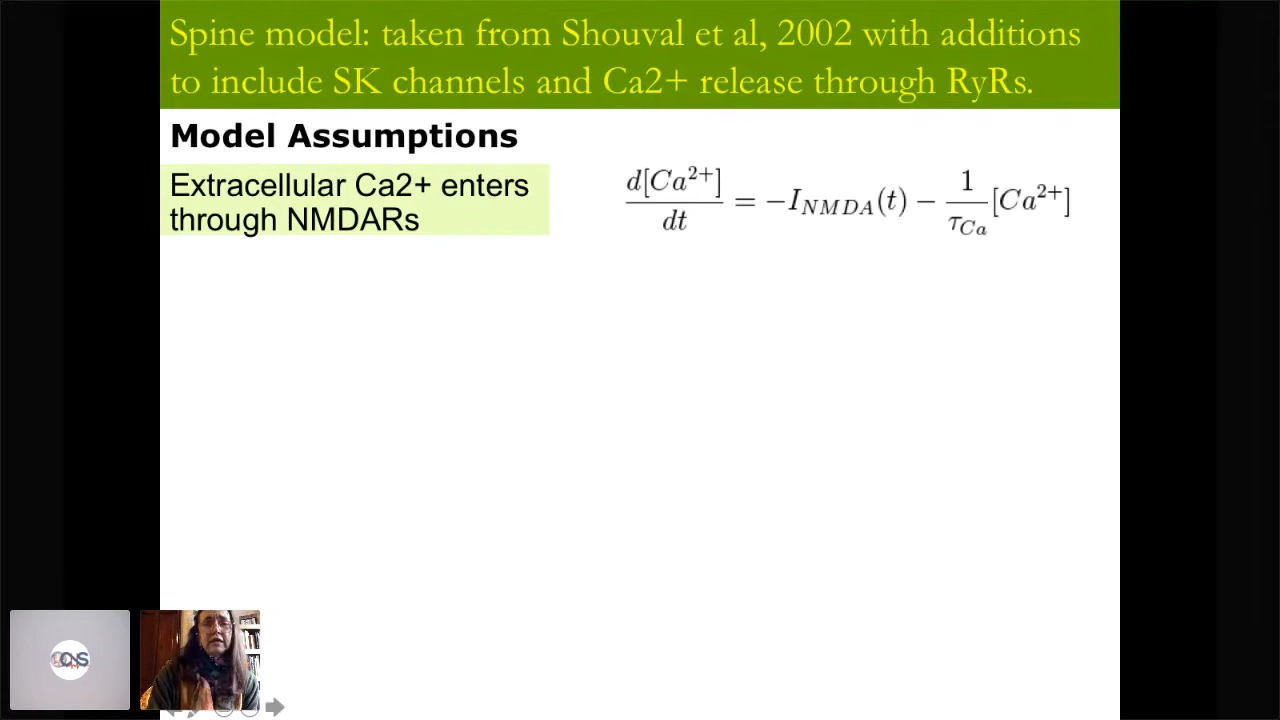 Spine model: taken from Shouval et al, 2002 with additions
to include SK channels and Ca2+ release through RyRs.
Model Assumptions
Extracellular Ca2+ enters
through NMDARs
d[Ca²⁺]/dt = −I_NMDA(t) − 1/τ_Ca [Ca²⁺]